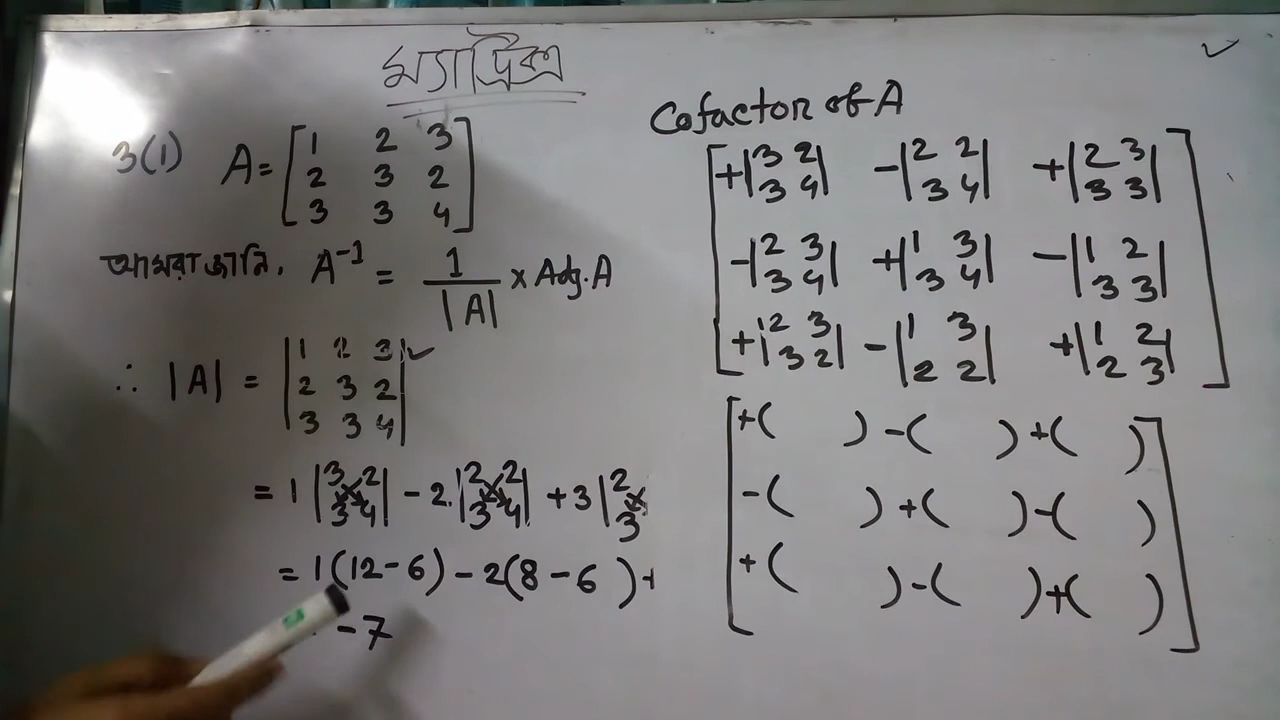 ম্যাট্রিক্স
3(1) A = [1 2 3
2 3 2
3 3 4]
আমরা জানি, A⁻¹ = 1/|A| × Adj.A
∴ |A| = |1 2 3| ✓
|2 3 2|
|3 3 4|
= 1 |3 2; 3 4| - 2 |2 2; 3 4| + 3 |2; 3
= 1(12-6) - 2(8-6) +
-7
Cofactor of A
[+|3 2; 3 4| -|2 2; 3 4| +|2 3; 3 3|
-|2 3; 3 4| +|1 3; 3 4| -|1 2; 3 3|
+|2 3; 3 2| -|1 3; 2 2| +|1 2; 2 3|]
[+( ) -( ) +( )
-( ) +( ) -( )
+( ) -( ) +( )]